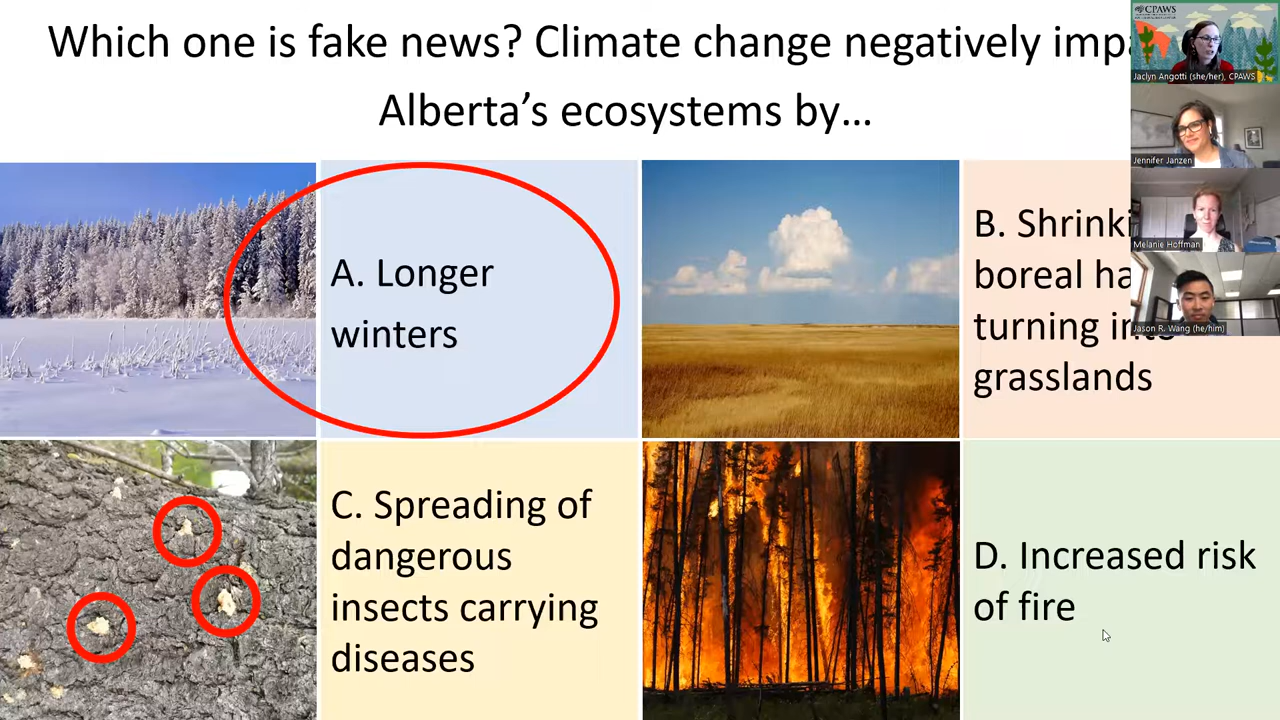 Which one is fake news? Climate change negatively imp
Alberta's ecosystems by...
A. Longer
winters
B. Shrinki
boreal ha
turning into
grasslands
C. Spreading of
dangerous
insects carrying
diseases
D. Increased risk
of fire
CPAWS
Jaclyn Angotti (she/her), CPAWS
Jennifer Janzen
Melanie Hoffman
Jason R. Wang (he/him)